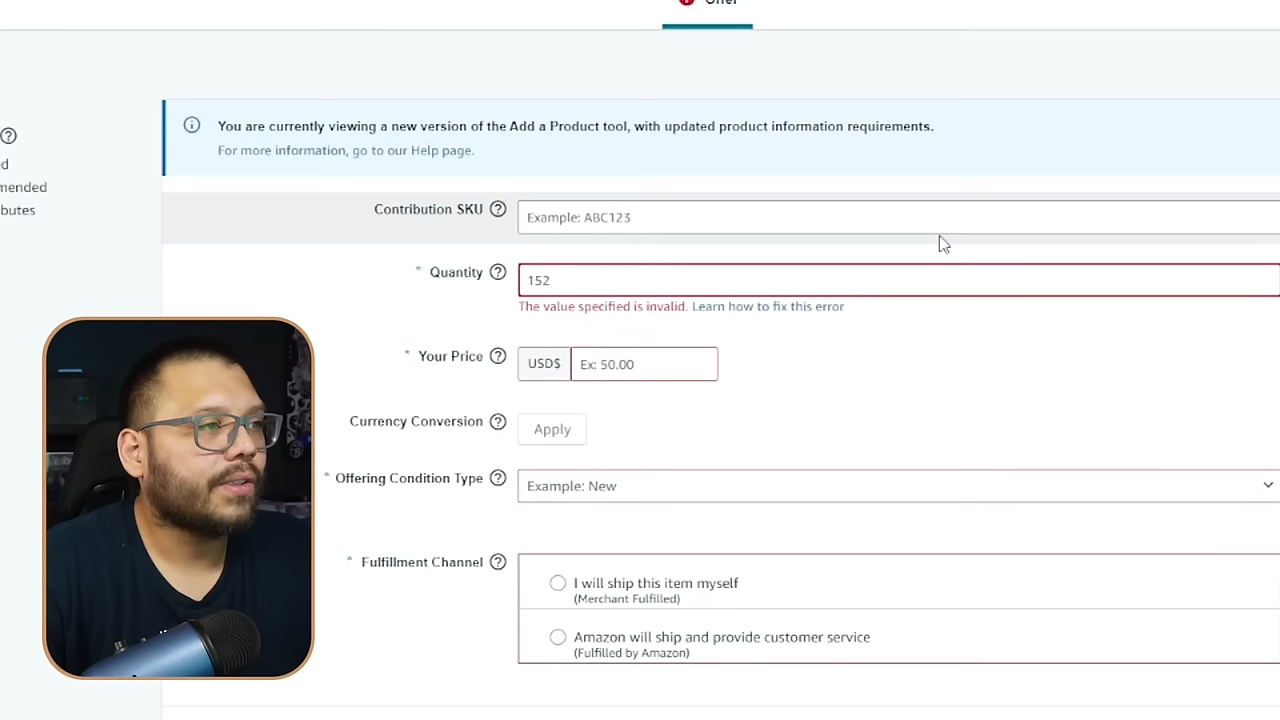 Offer
You are currently viewing a new version of the Add a Product tool, with updated product information requirements.
For more information, go to our Help page.
ed
mended
butes
Contribution SKU
Example: ABC123
* Quantity
152
The value specified is invalid. Learn how to fix this error
* Your Price
USD$ Ex: 50.00
Currency Conversion
Apply
* Offering Condition Type
Example: New
* Fulfillment Channel
I will ship this item myself
(Merchant Fulfilled)
Amazon will ship and provide customer service
(Fulfilled by Amazon)